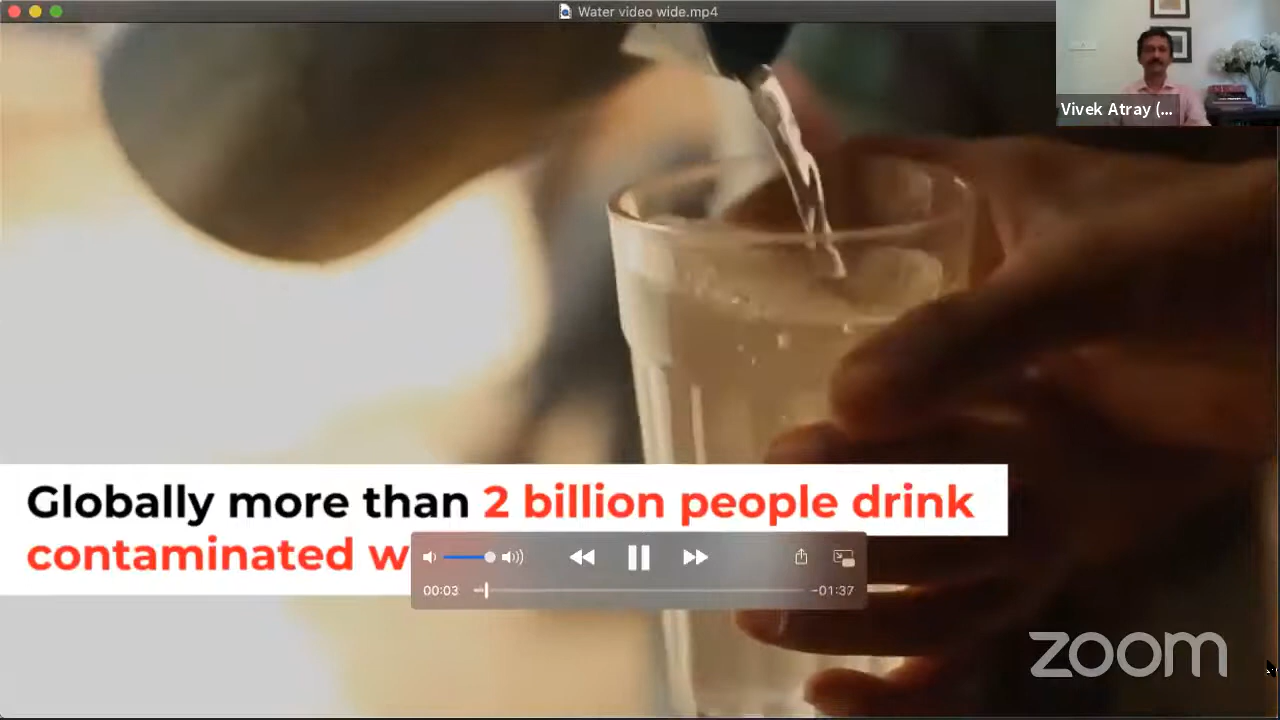 Water video wide.mp4
Vivek Atray (...
Globally more than 2 billion people drink
contaminated w
00:03
-01:37
zoom